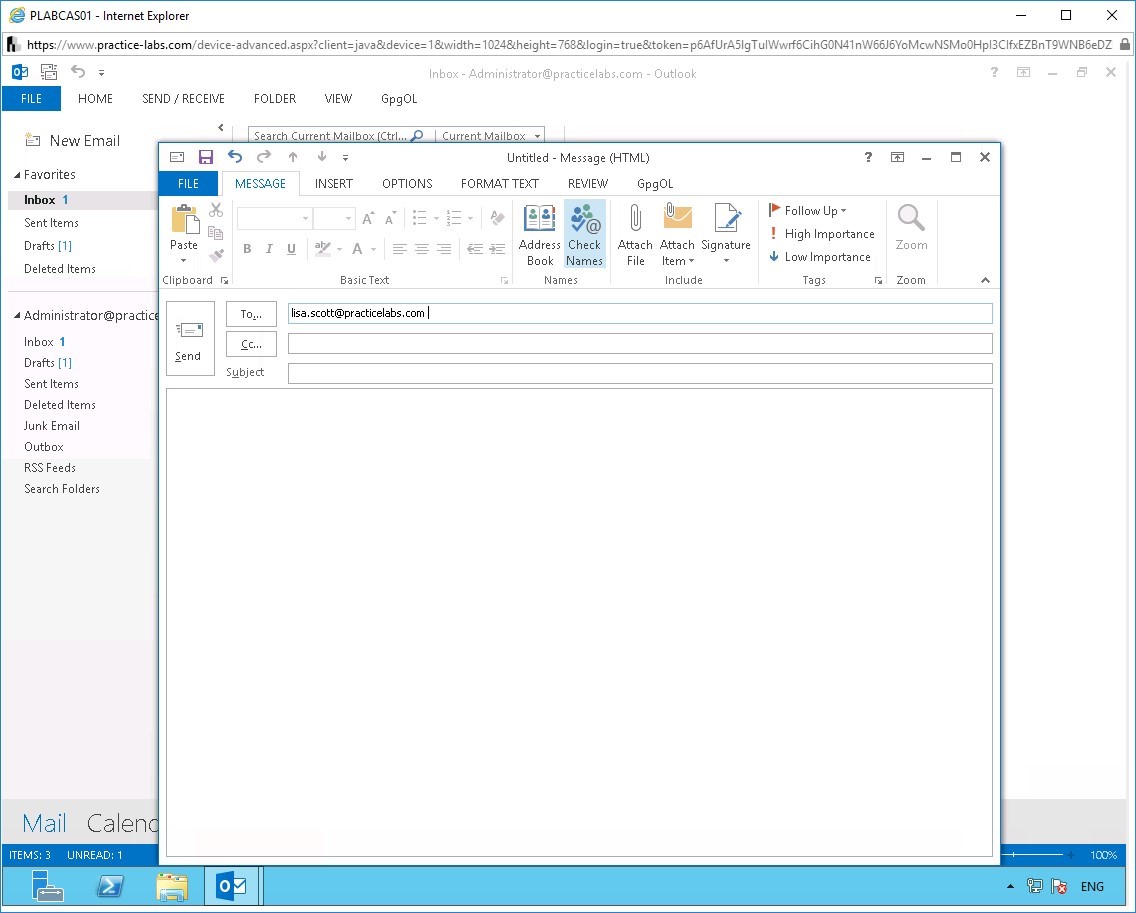 PLABCAS01 - Internet Explorer
https://www.practice-labs.com/device-advanced.aspx?client=java&device=1&width=1024&height=768&login=true&token=p6AfUrA5IgTulWwrf6CihG0N41nW66J6YoMcwNSMo0HpI3ClfxEZBnT9WNB6eDZ
Inbox - Administrator@practicelabs.com - Outlook
?
FILE HOME SEND / RECEIVE FOLDER VIEW GpgOL
Search Current Mailbox (Ctrl... Current Mailbox
New Email
Favorites
Inbox 1
Sent Items
Drafts [1]
Deleted Items
Administrator@practice
Inbox 1
Drafts [1]
Sent Items
Deleted Items
Junk Email
Outbox
RSS Feeds
Search Folders
Untitled - Message (HTML)
?
FILE MESSAGE INSERT OPTIONS FORMAT TEXT REVIEW GpgOL
Paste
Clipboard
B I U
Basic Text
Address Book
Check Names
Names
Attach File
Attach Item
Signature
Include
Follow Up
High Importance
Low Importance
Tags
Zoom
Zoom
Send
To...
lisa.scott@practicelabs.com
Cc...
Subject
Mail Calend
ITEMS: 3 UNREAD: 1
100%
ENG